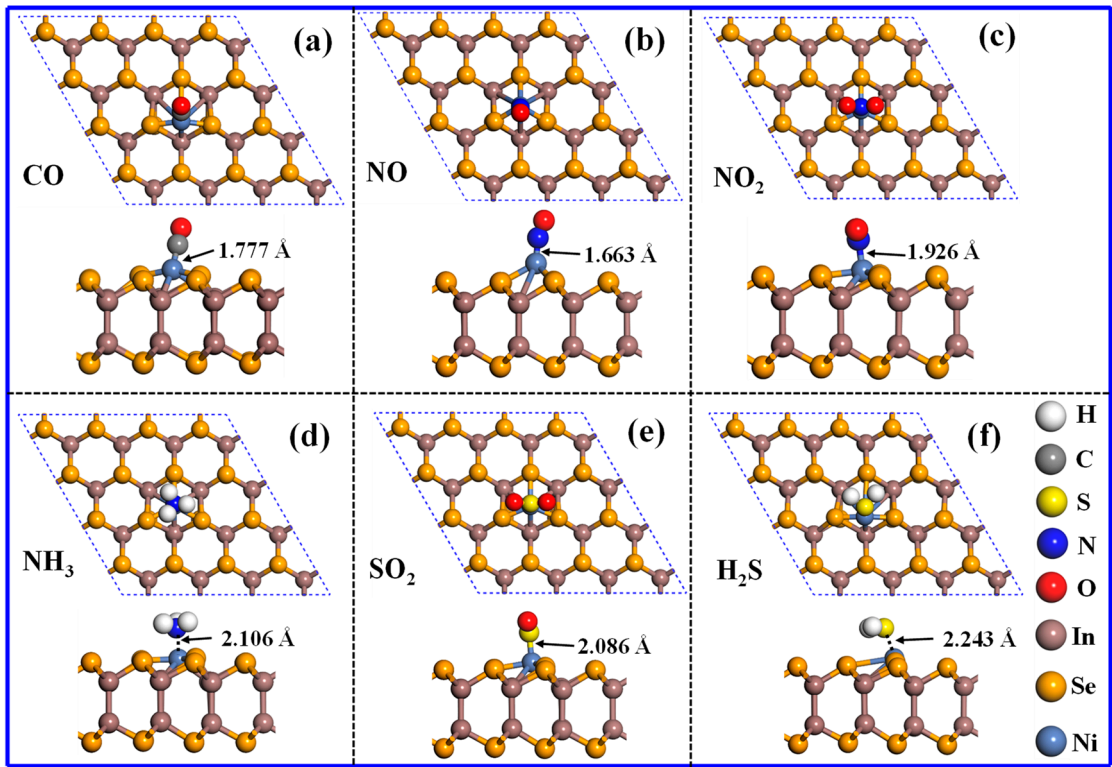 (a)
CO
1.777 Å
(b)
NO
1.663 Å
(c)
NO₂
1.926 Å
(d)
NH₃
2.106 Å
(e)
SO₂
2.086 Å
(f)
H₂S
2.243 Å
H
C
S
N
O
In
Se
Ni